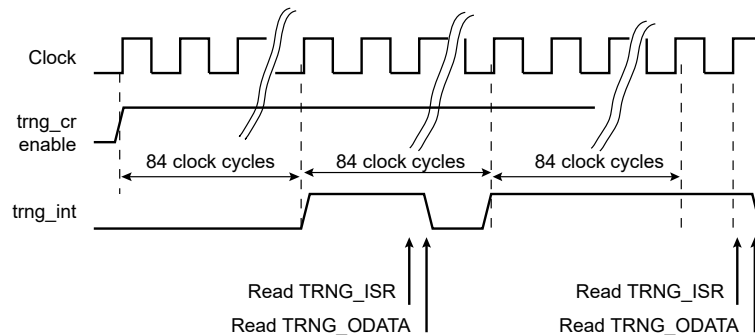 Clock
trng_cr
enable
84 clock cycles
84 clock cycles
84 clock cycles
trng_int
Read TRNG_ISR
Read TRNG_ISR
Read TRNG_ODATA
Read TRNG_ODATA